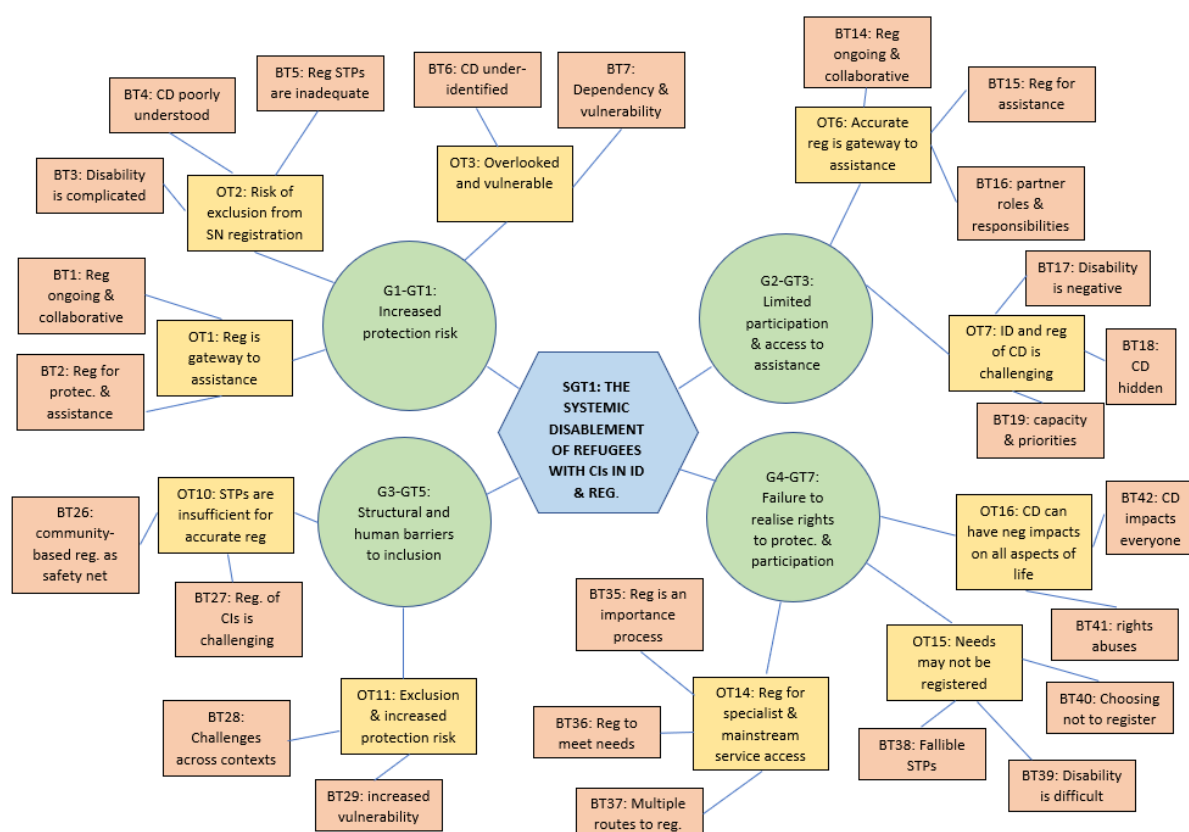 BT5: Reg STPs
are inadequate
BT4: CD poorly
understood
BT3: Disability
is complicated
OT2: Risk of
exclusion from
SN registration
BT6: CD under-
identified
BT7:
Dependency &
vulnerability
OT3: Overlooked
and vulnerable
BT1: Reg
ongoing &
collaborative
BT2: Reg for
protec. &
assistance
OT1: Reg is
gateway to
assistance
G1-GT1:
Increased
protection risk
BT14: Reg
ongoing &
collaborative
BT15: Reg for
assistance
OT6: Accurate
reg is gateway to
assistance
BT16: partner
roles &
responsibilities
G2-GT3:
Limited
participation
& access to
assistance
BT17: Disability
is negative
OT7: ID and reg
of CD is
challenging
BT18: CD
hidden
BT19: capacity
& priorities
SGT1: THE
SYSTEMIC
DISABLEMENT
OF REFUGEES
WITH CIs IN ID
& REG.
G3-GT5:
Structural and
human barriers
to inclusion
OT10: STPs are
insufficient for
accurate reg
BT26:
community-
based reg. as
safety net
BT27: Reg. of
CIs is
challenging
OT11: Exclusion
& increased
protection risk
BT28:
Challenges
across contexts
BT29: increased
vulnerability
G4-GT7:
Failure to
realise rights
to protec. &
participation
OT16: CD can
have neg impacts
on all aspects of
life
BT42: CD
impacts
everyone
BT41: rights
abuses
OT15: Needs
may not be
registered
BT40: Choosing
not to register
BT38: Fallible
STPs
BT39: Disability
is difficult
BT35: Reg is an
importance
process
OT14: Reg for
specialist &
mainstream
service access
BT36: Reg to
meet needs
BT37: Multiple
routes to reg.